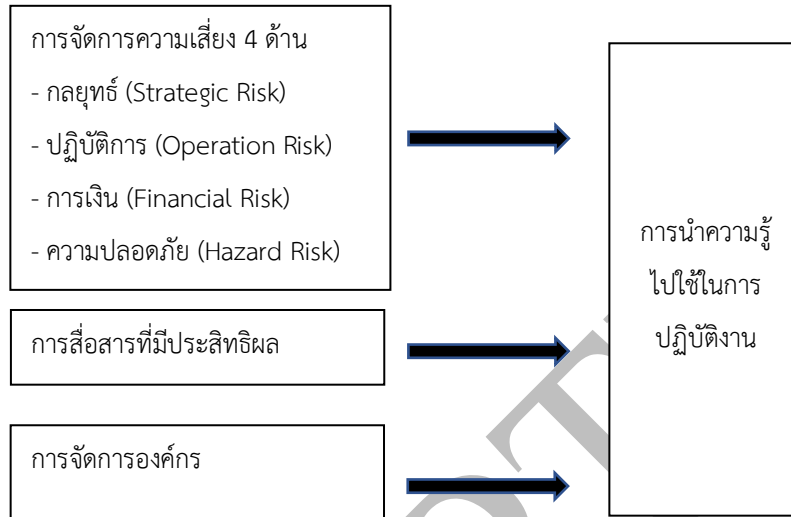 การจัดการความเสี่ยง 4 ด้าน
- กลยุทธ์ (Strategic Risk)
- ปฏิบัติการ (Operation Risk)
- การเงิน (Financial Risk)
- ความปลอดภัย (Hazard Risk)
การสื่อสารที่มีประสิทธิผล
การจัดการองค์กร
การนำความรู้
ไปใช้ในการ
ปฏิบัติงาน